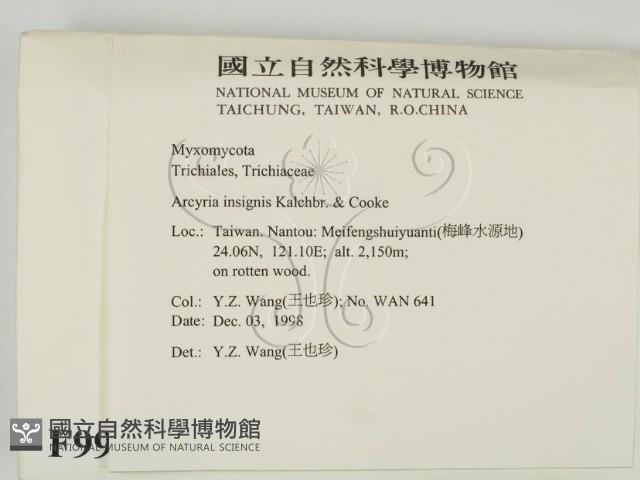 國立自然科學博物館
NATIONAL MUSEUM OF NATURAL SCIENCE
TAICHUNG, TAIWAN, R.O.CHINA
Myxomycota
Trichiales, Trichiaceae
Arcyria insignis Kalchbr. & Cooke
Loc.: Taiwan. Nantou: Meifengshuiyuanti(梅峰水源地)
24.06N, 121.10E; alt. 2,150m;
on rotten wood.
Col.: Y.Z. Wang(王也珍); No. WAN 641
Date: Dec. 03, 1998
Det.: Y.Z. Wang(王也珍)
國立自然科學博物館
NATIONAL MUSEUM OF NATURAL SCIENCE
F99